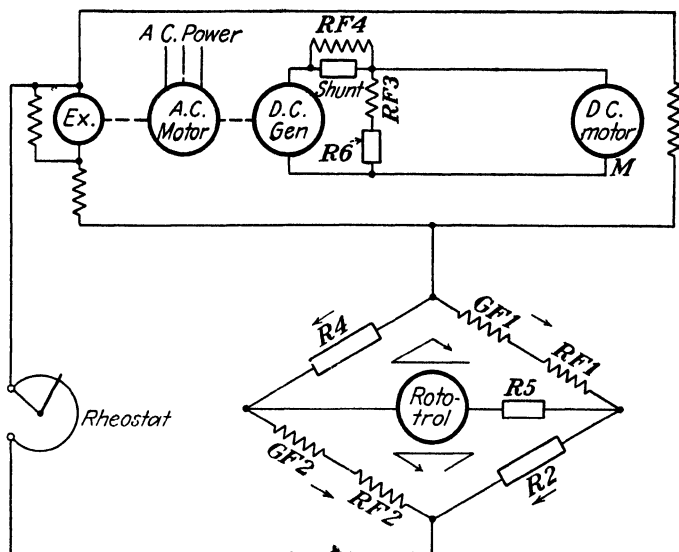 A C. Power
RF4
Shunt
Ex.
A.C.
Motor
D.C.
Gen
RF3
R6
D C.
motor
M
R4
GF1
RF1
Roto-
trol
R5
Rheostat
GF2
RF2
R2